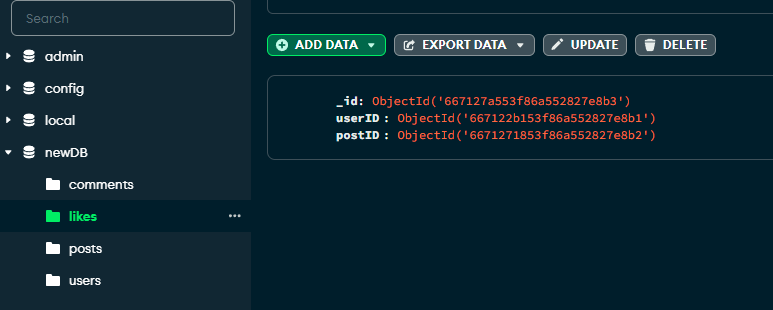 Search
admin
config
local
newDB
comments
likes
posts
users
ADD DATA
EXPORT DATA
UPDATE
DELETE
_id: ObjectId('667127a553f86a552827e8b3')
userID : ObjectId('667122b153f86a552827e8b1')
postID : ObjectId('6671271853f86a552827e8b2')